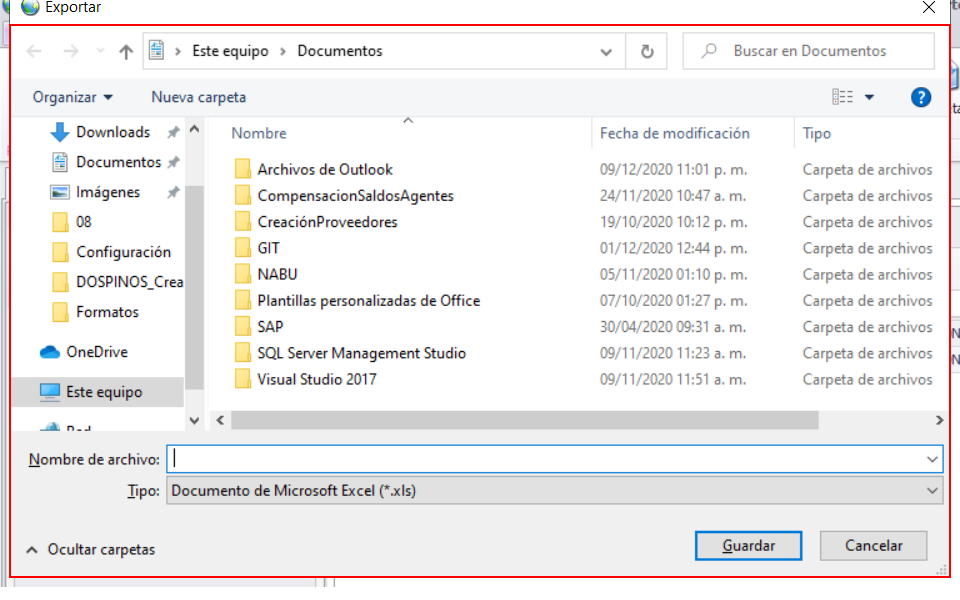 Exportar
Este equipo > Documentos
Buscar en Documentos
Organizar
Nueva carpeta
?
Downloads
Documentos
Imágenes
08
Configuración
DOSPINOS_Crea
Formatos
OneDrive
Este equipo
Nombre Fecha de modificación Tipo
Archivos de Outlook 09/12/2020 11:01 p. m. Carpeta de archivos
CompensacionSaldosAgentes 24/11/2020 10:47 a. m. Carpeta de archivos
CreaciónProveedores 19/10/2020 10:12 p. m. Carpeta de archivos
GIT 01/12/2020 12:44 p. m. Carpeta de archivos
NABU 05/11/2020 01:10 p. m. Carpeta de archivos
Plantillas personalizadas de Office 07/10/2020 01:27 p. m. Carpeta de archivos
SAP 30/04/2020 09:31 a. m. Carpeta de archivos
SQL Server Management Studio 09/11/2020 11:23 a. m. Carpeta de archivos
Visual Studio 2017 09/11/2020 11:51 a. m. Carpeta de archivos
Nombre de archivo:
Tipo: Documento de Microsoft Excel (*.xls)
Ocultar carpetas
Guardar
Cancelar